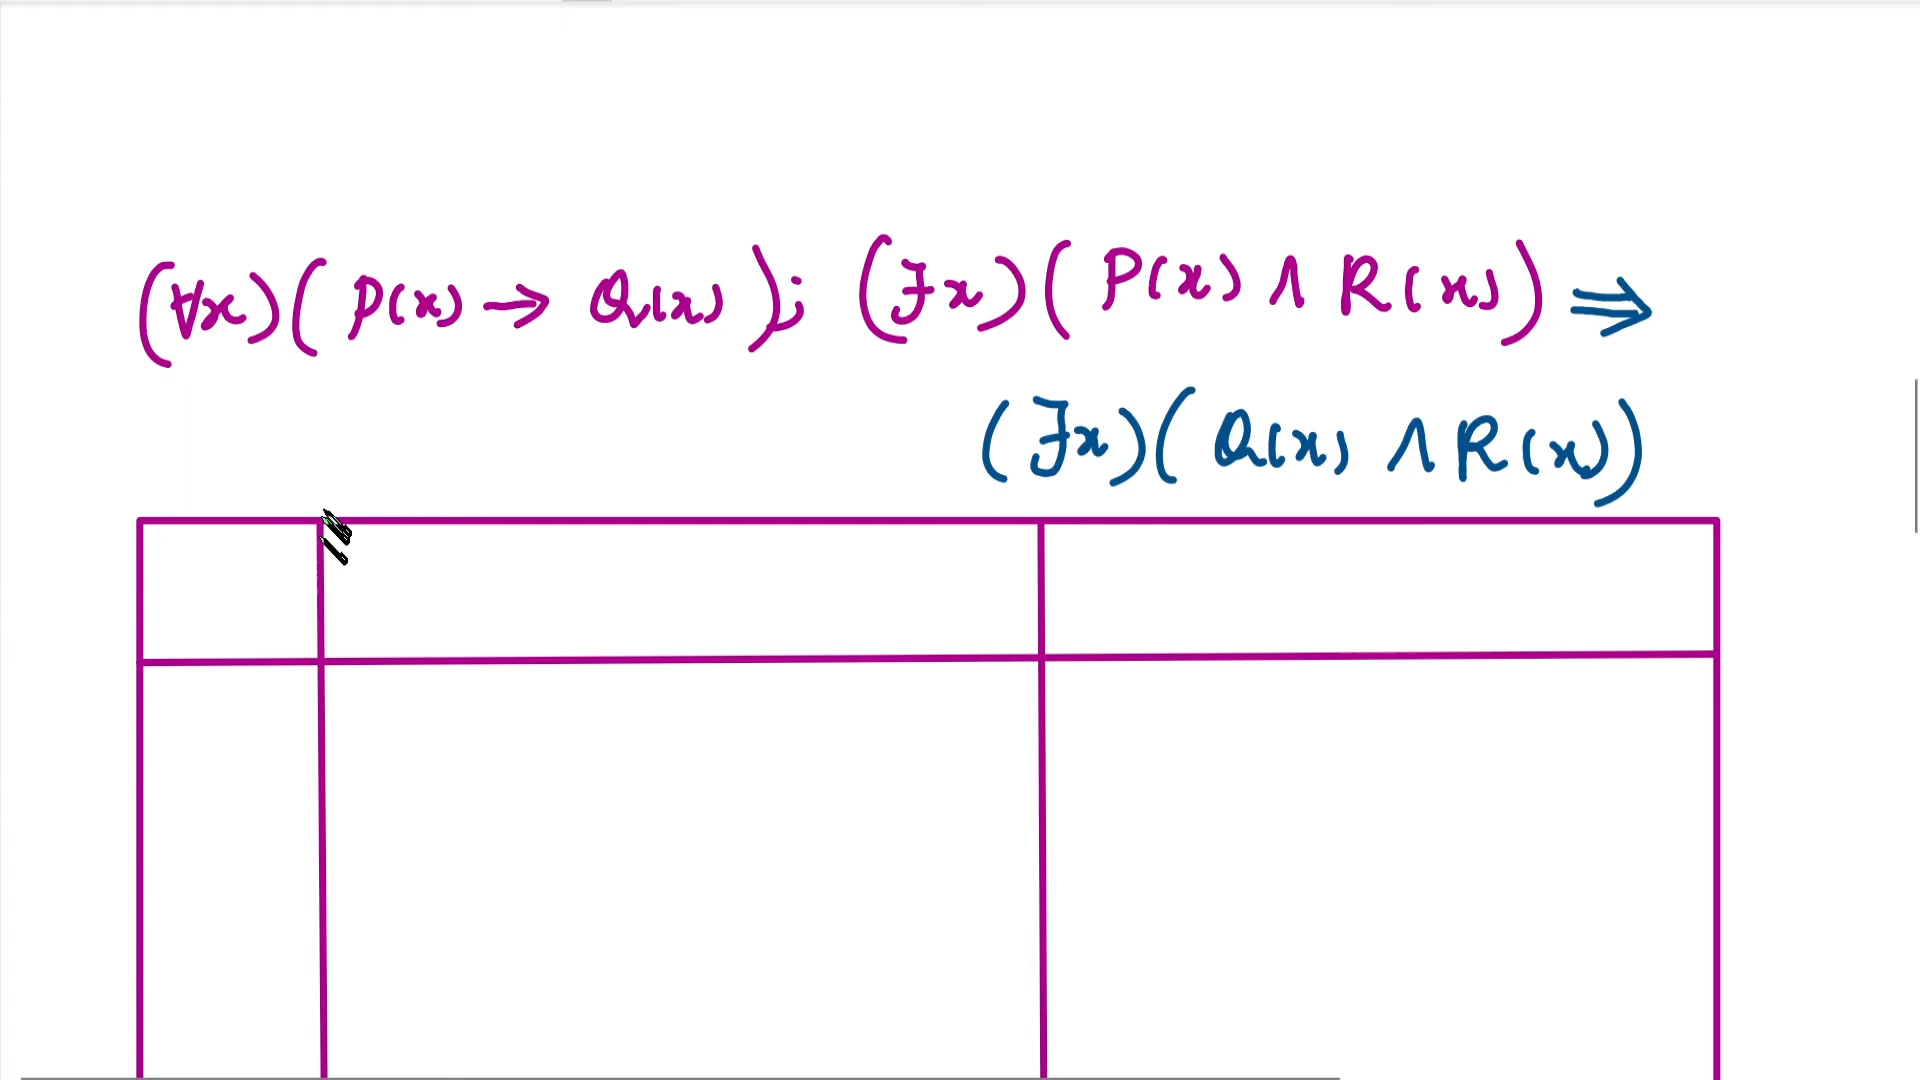 (∀x)(P(x) → Q(x)); (∃x)(P(x) ∧ R(x)) ⇒
(∃x)(Q(x) ∧ R(x))